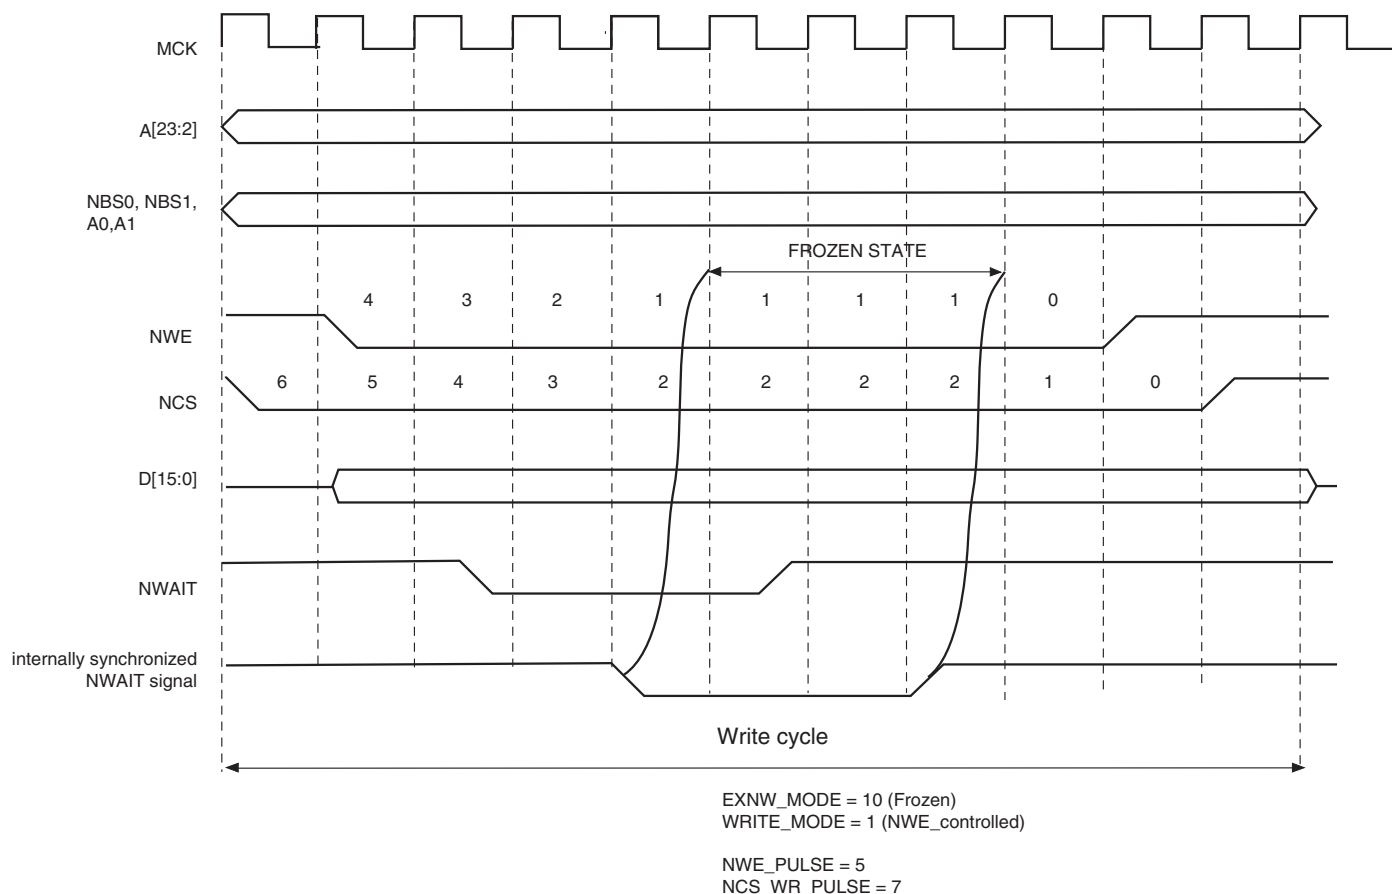 MCK
A[23:2]
NBS0, NBS1,
A0,A1
FROZEN STATE
4 3 2 1 1 1 1 0
NWE
6 5 4 3 2 2 2 2 1 0
NCS
D[15:0]
NWAIT
internally synchronized
NWAIT signal
Write cycle
EXNW_MODE = 10 (Frozen)
WRITE_MODE = 1 (NWE_controlled)
NWE_PULSE = 5
NCS_WR_PULSE = 7